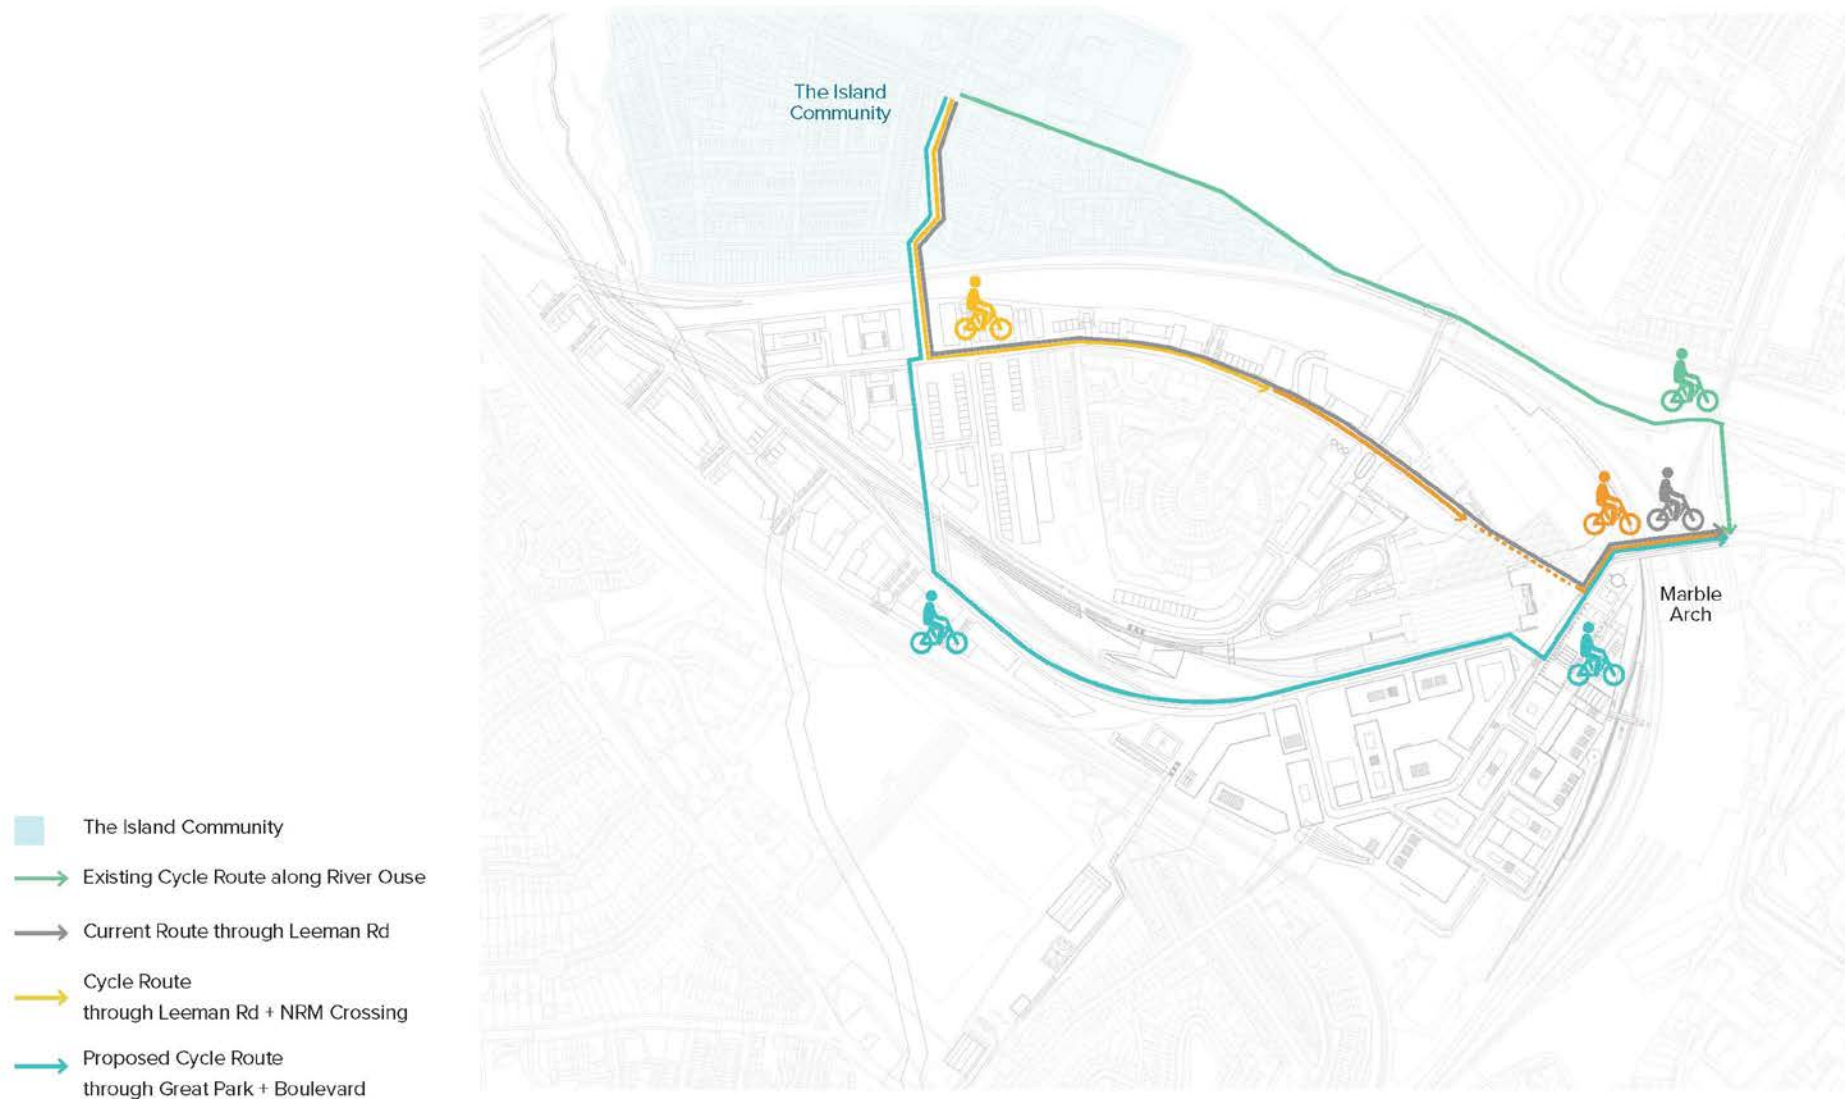 The Island
Community
Marble
Arch
The Island Community
Existing Cycle Route along River Ouse
Current Route through Leeman Rd
Cycle Route
through Leeman Rd + NRM Crossing
Proposed Cycle Route
through Great Park + Boulevard